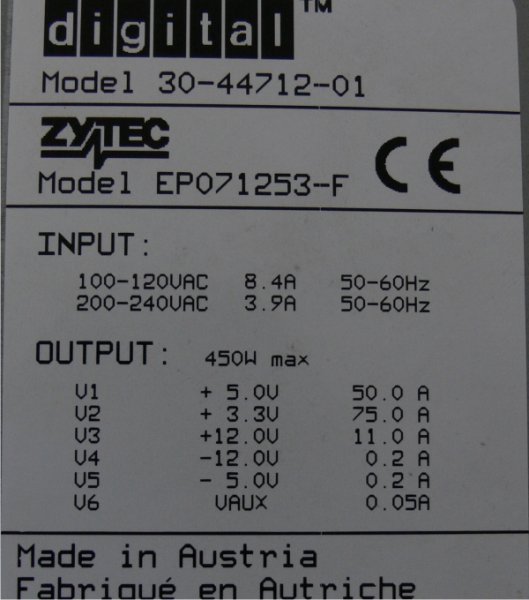 digital™
Model 30-44712-01
ZYTEC
Model EP071253-F CE
INPUT:
100-120VAC 8.4A 50-60Hz
200-240VAC 3.9A 50-60Hz
OUTPUT: 450W max
V1 + 5.0V 50.0 A
V2 + 3.3V 75.0 A
V3 +12.0V 11.0 A
V4 -12.0V 0.2 A
V5 - 5.0V 0.2 A
V6 VAUX 0.05A
Made in Austria
Fabriqué en Autriche